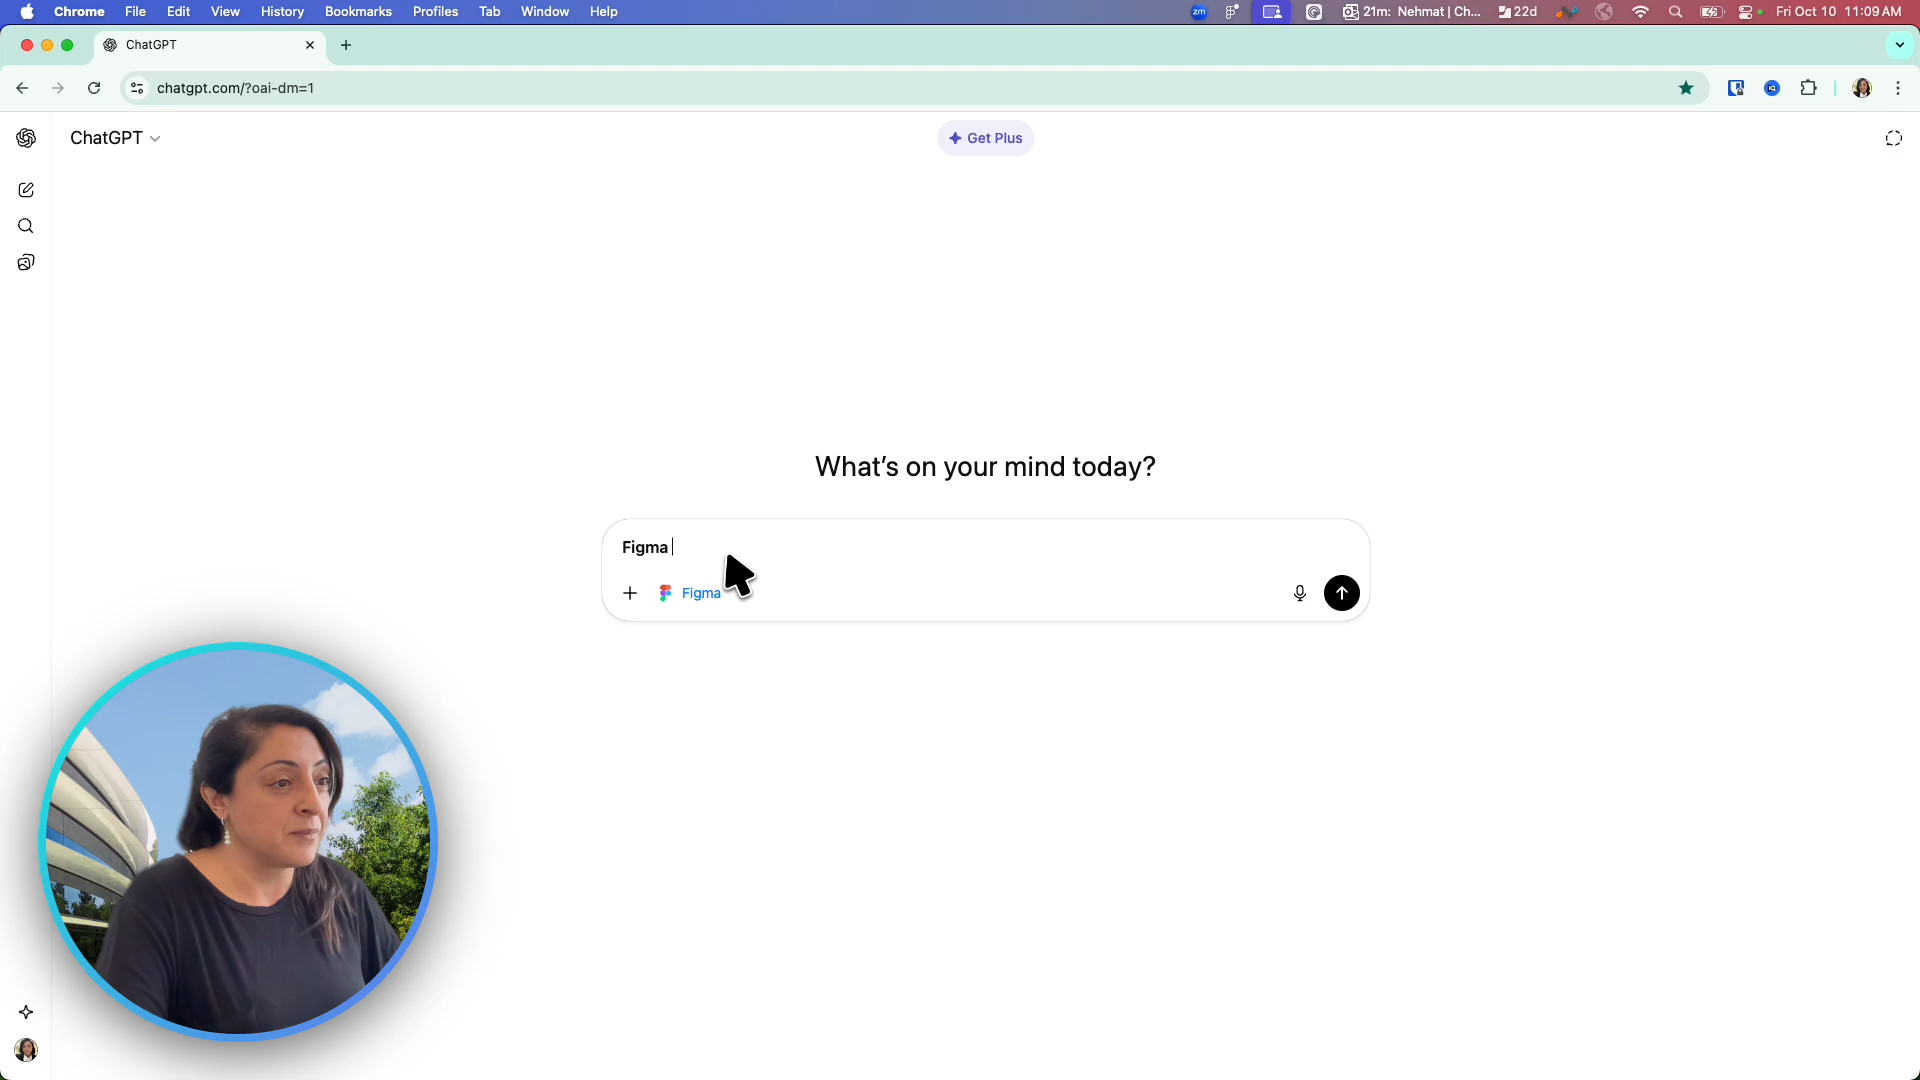 Chrome File Edit View History Bookmarks Profiles Tab Window Help zm 21m: Nehmat | Ch... 22d Fri Oct 10 11:09 AM
ChatGPT
chatgpt.com/?oai-dm=1
ChatGPT
Get Plus
What's on your mind today?
Figma
Figma